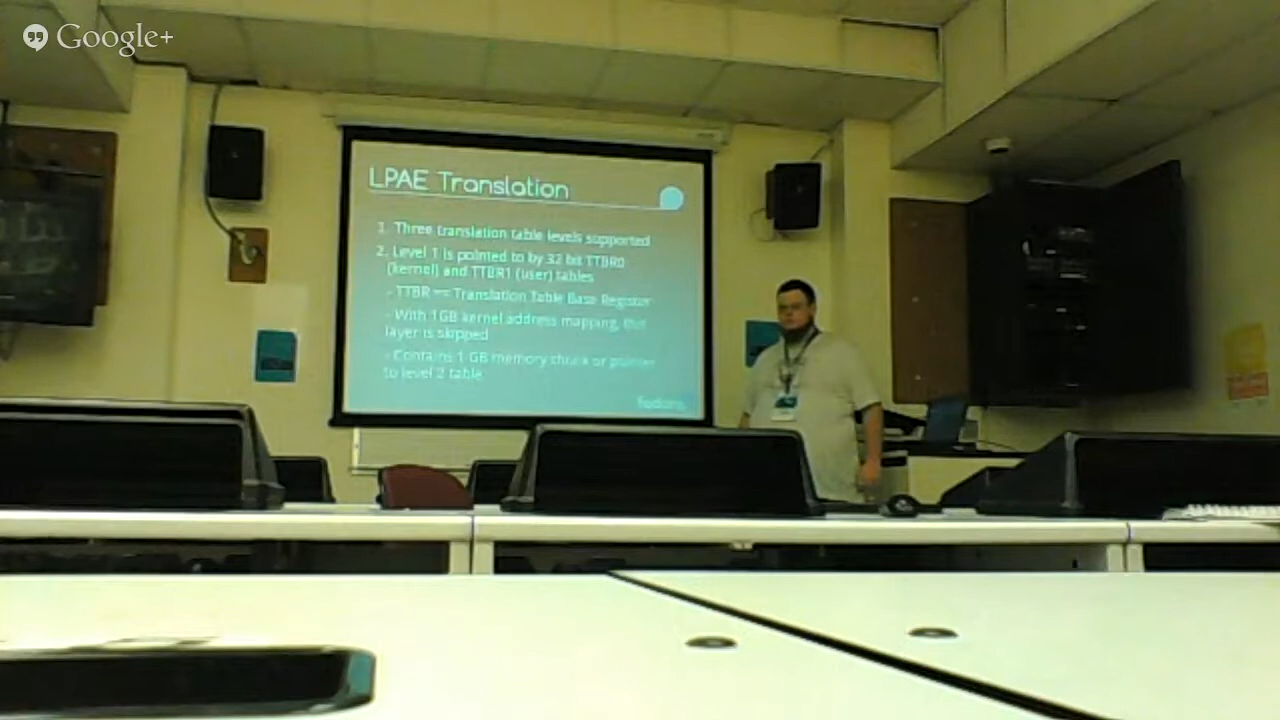 Google+
LPAE Translation
1. Three translation table levels supported
2. Level 1 is pointed to by 32 bit TTBR0
(kernel) and TTBR1 (user) tables
- TTBR == Translation Table Base Register
- With 1GB kernel address mapping, this
layer is skipped
- Contains 1 GB memory chunk or pointer
to level 2 table
fedora